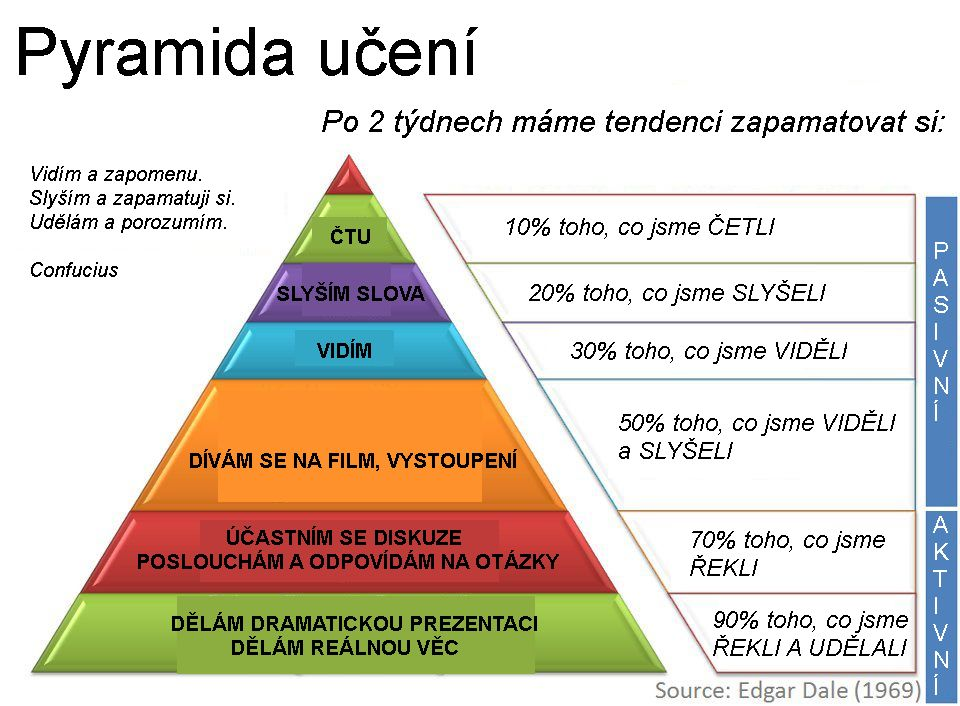 Pyramida učení
Po 2 týdnech máme tendenci zapamatovat si:
Vidím a zapomenu.
Slyším a zapamatuji si.
Udělám a porozumím.
Confucius
ČTU
10% toho, co jsme ČETLI
SLYŠÍM SLOVA
20% toho, co jsme SLYŠELI
VIDÍM
30% toho, co jsme VIDĚLI
DÍVÁM SE NA FILM, VYSTOUPENÍ
50% toho, co jsme VIDĚLI
a SLYŠELI
PASIVNÍ
ÚČASTNÍM SE DISKUZE
POSLOUCHÁM A ODPOVÍDÁM NA OTÁZKY
70% toho, co jsme
ŘEKLI
DĚLÁM DRAMATICKOU PREZENTACI
DĚLÁM REÁLNOU VĚC
90% toho, co jsme
ŘEKLI A UDĚLALI
AKTIVNÍ
Source: Edgar Dale (1969)